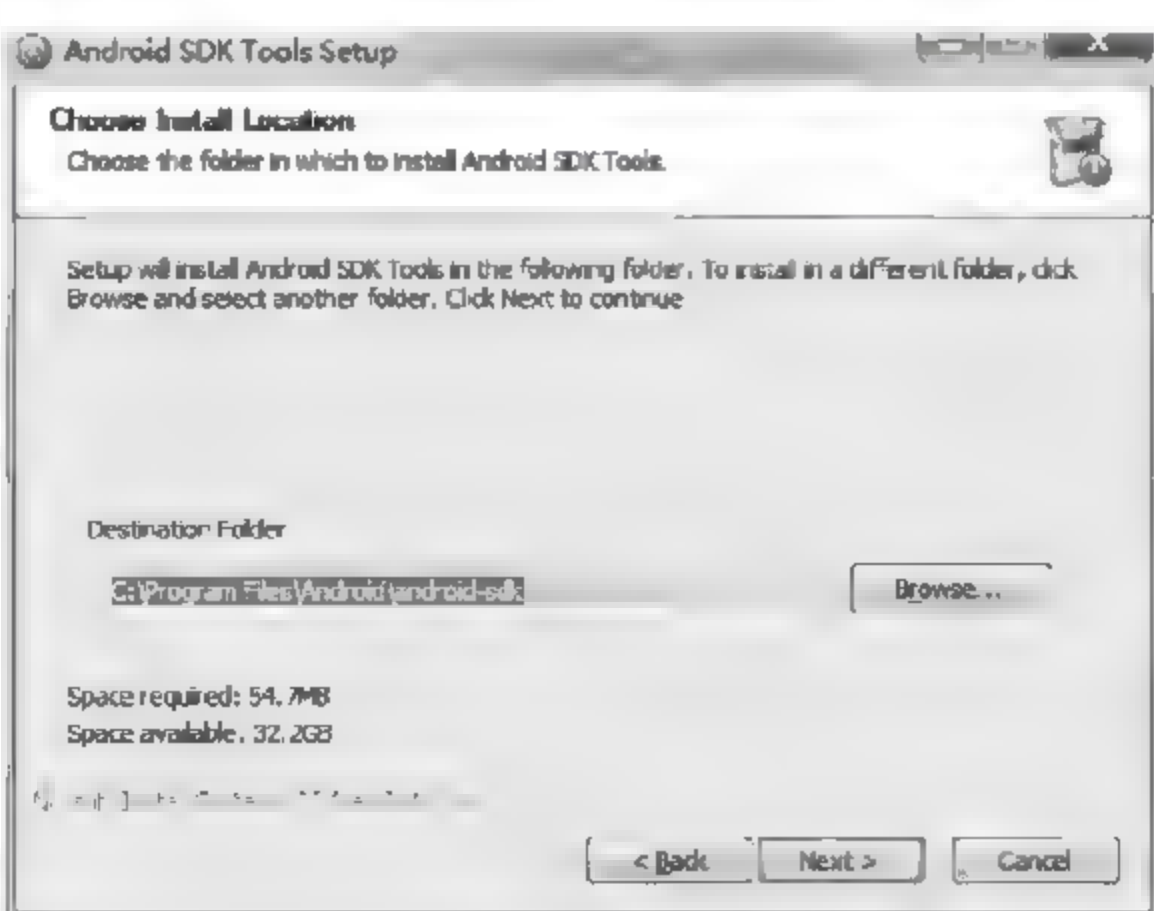 Android SDK Tools Setup
Choose Install Location
Choose the folder in which to install Android SDK Tools.
Setup will install Android SDK Tools in the following folder. To install in a different folder, click
Browse and select another folder. Click Next to continue
Destination Folder
C:\Program Files\Android\android-sdk
Browse...
Space required: 54.7MB
Space available: 32.2GB
< Back
Next >
Cancel